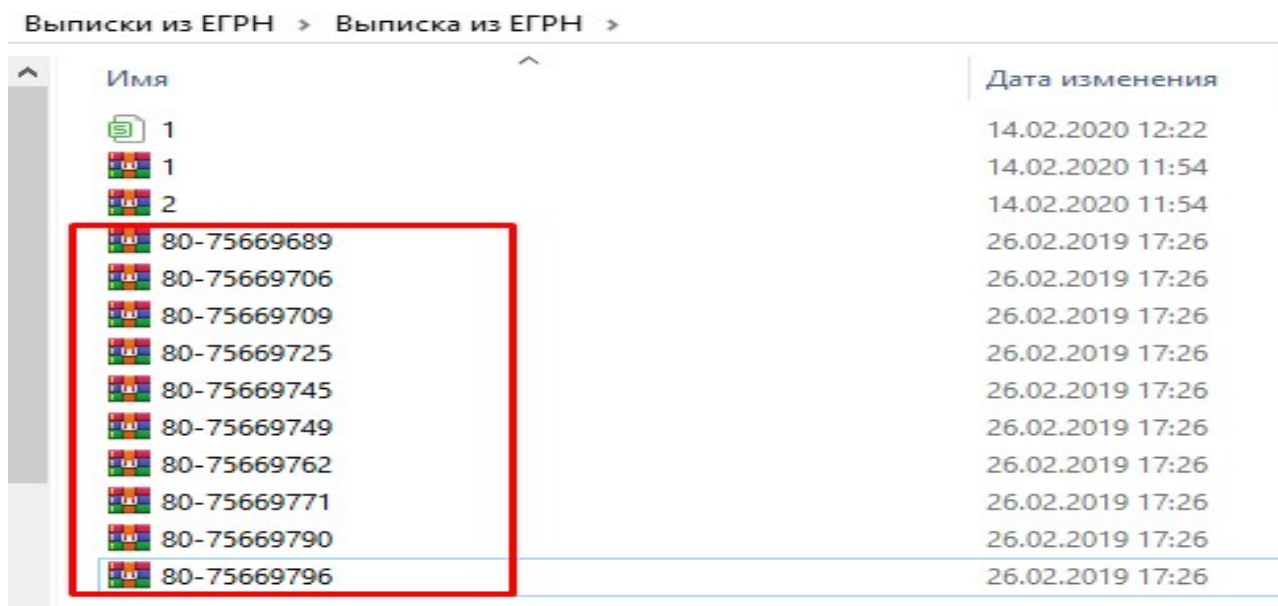 Выписки из ЕГРН > Выписка из ЕГРН >
Имя Дата изменения
1 14.02.2020 12:22
1 14.02.2020 11:54
2 14.02.2020 11:54
80-75669689 26.02.2019 17:26
80-75669706 26.02.2019 17:26
80-75669709 26.02.2019 17:26
80-75669725 26.02.2019 17:26
80-75669745 26.02.2019 17:26
80-75669749 26.02.2019 17:26
80-75669762 26.02.2019 17:26
80-75669771 26.02.2019 17:26
80-75669790 26.02.2019 17:26
80-75669796 26.02.2019 17:26